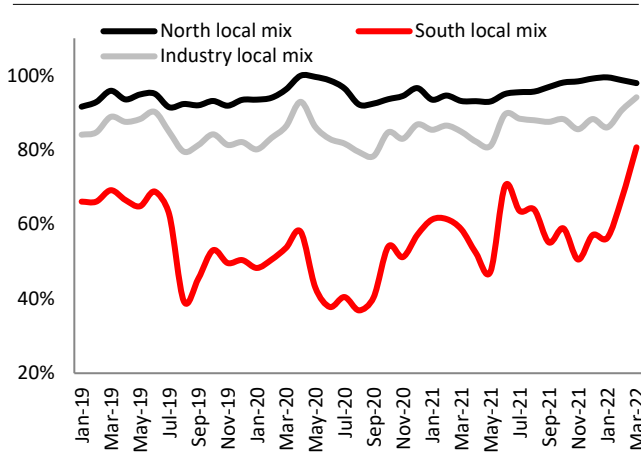 North local mix
South local mix
Industry local mix
100%
80%
60%
40%
20%
Jan-19
Mar-19
May-19
Jul-19
Sep-19
Nov-19
Jan-20
Mar-20
May-20
Jul-20
Sep-20
Nov-20
Jan-21
Mar-21
May-21
Jul-21
Sep-21
Nov-21
Jan-22
Mar-22